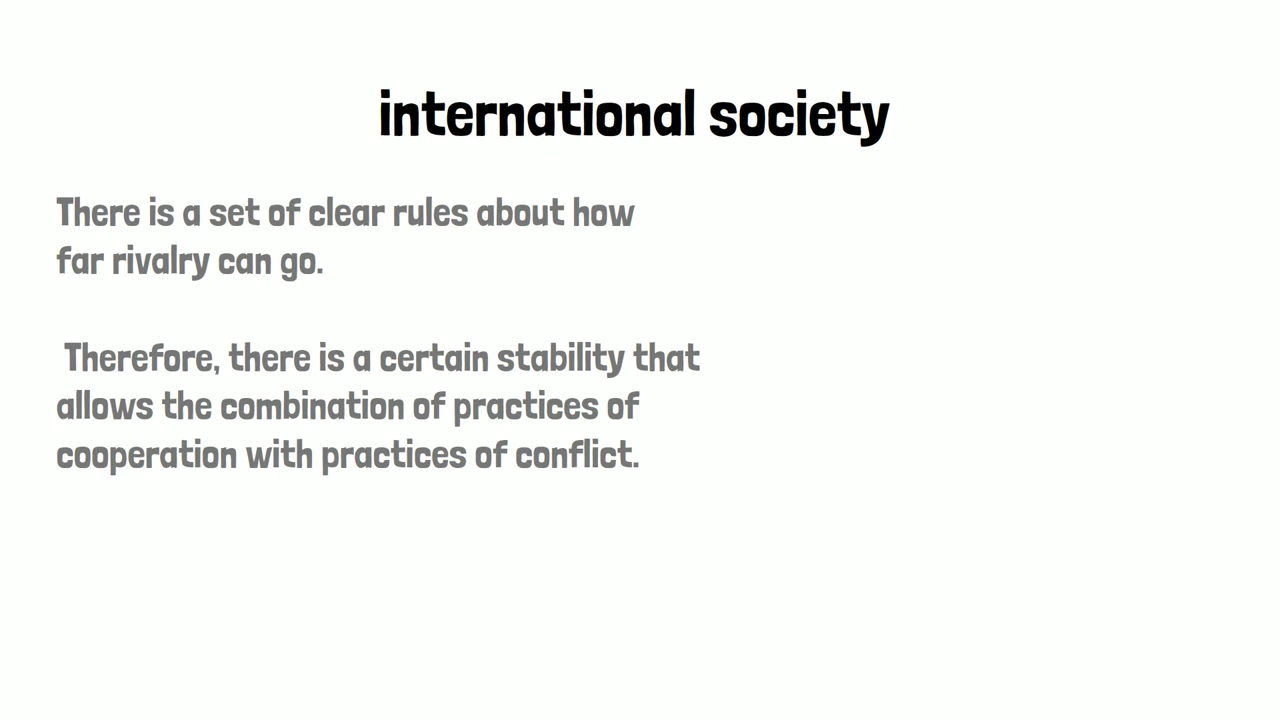 international society
There is a set of clear rules about how
far rivalry can go.
Therefore, there is a certain stability that
allows the combination of practices of
cooperation with practices of conflict.